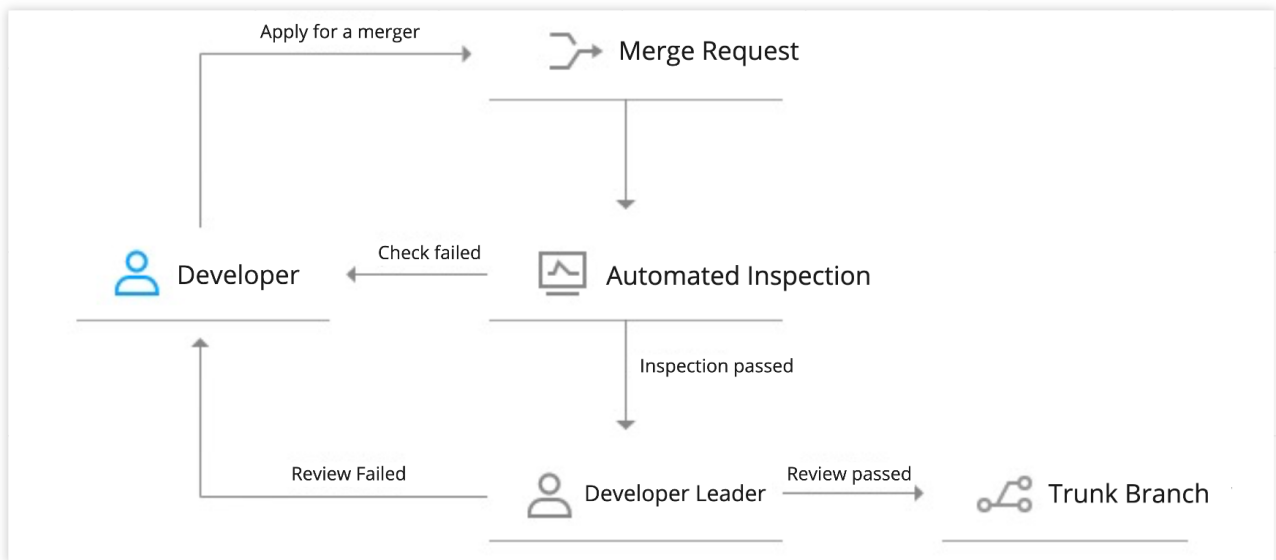 Apply for a merger
Merge Request
Check failed
Developer
Automated Inspection
Inspection passed
Review Failed
Developer Leader
Review passed
Trunk Branch